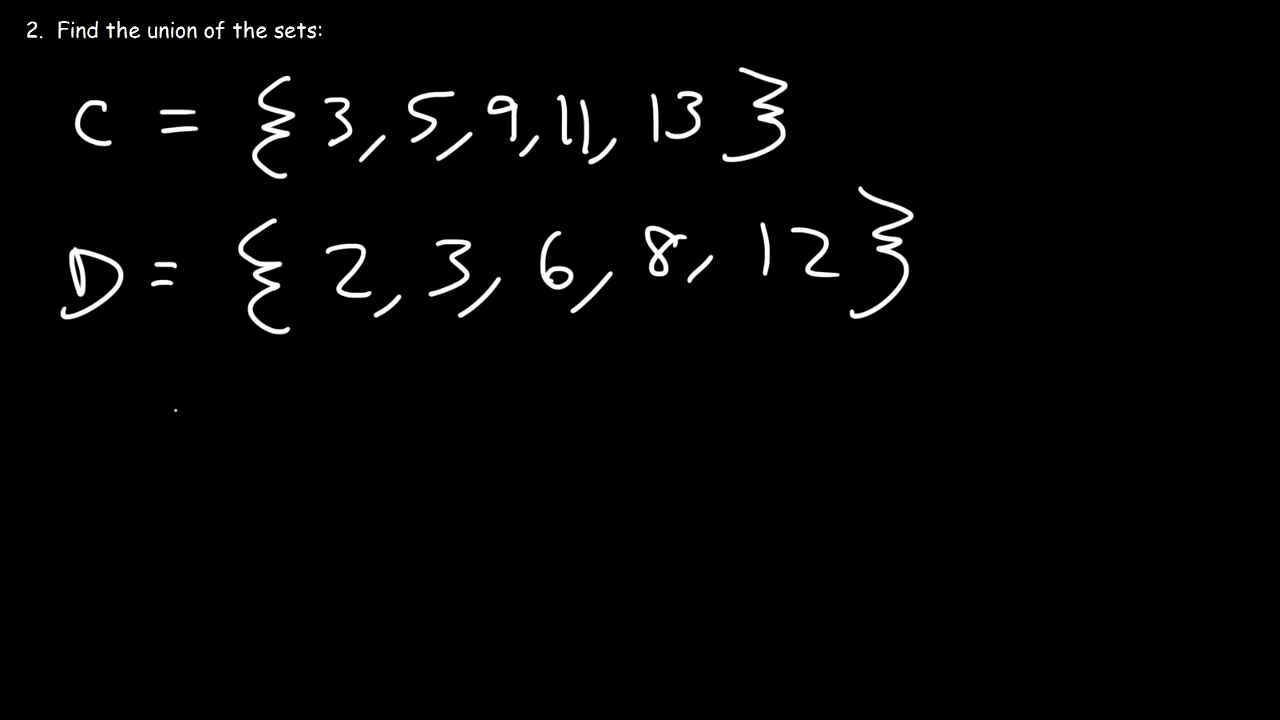 2. Find the union of the sets:
C = {3, 5, 9, 11, 13}
D = {2, 3, 6, 8, 12}